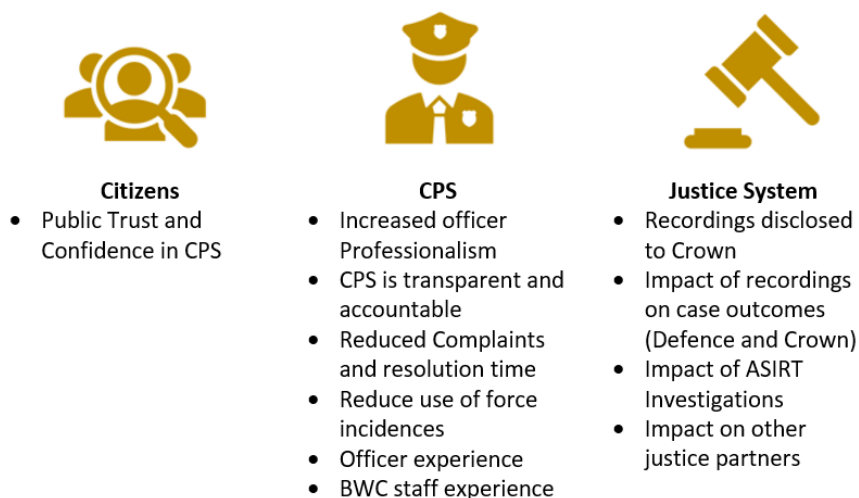 Citizens
• Public Trust and
Confidence in CPS
CPS
• Increased officer
Professionalism
• CPS is transparent and
accountable
• Reduced Complaints
and resolution time
• Reduce use of force
incidences
• Officer experience
• BWC staff experience
Justice System
• Recordings disclosed
to Crown
• Impact of recordings
on case outcomes
(Defence and Crown)
• Impact of ASIRT
Investigations
• Impact on other
justice partners